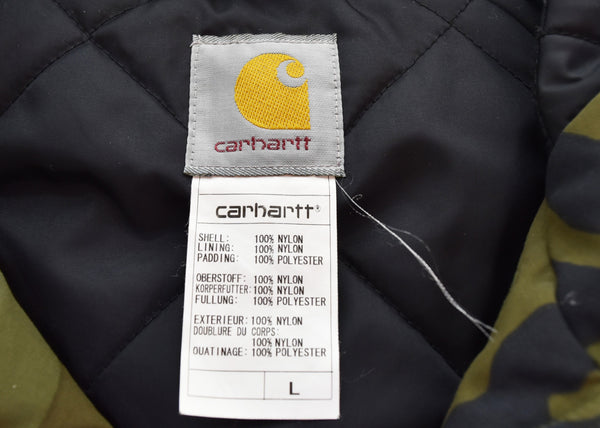 carhartt
carhartt®
SHELL: 100% NYLON
LINING: 100% NYLON
PADDING: 100% POLYESTER
OBERSTOFF: 100% NYLON
KORPERFUTTER: 100% NYLON
FULLUNG: 100% POLYESTER
EXTERIEUR: 100% NYLON
DOUBLURE DU CORPS:
100% NYLON
OUATINAGE: 100% POLYESTER
L